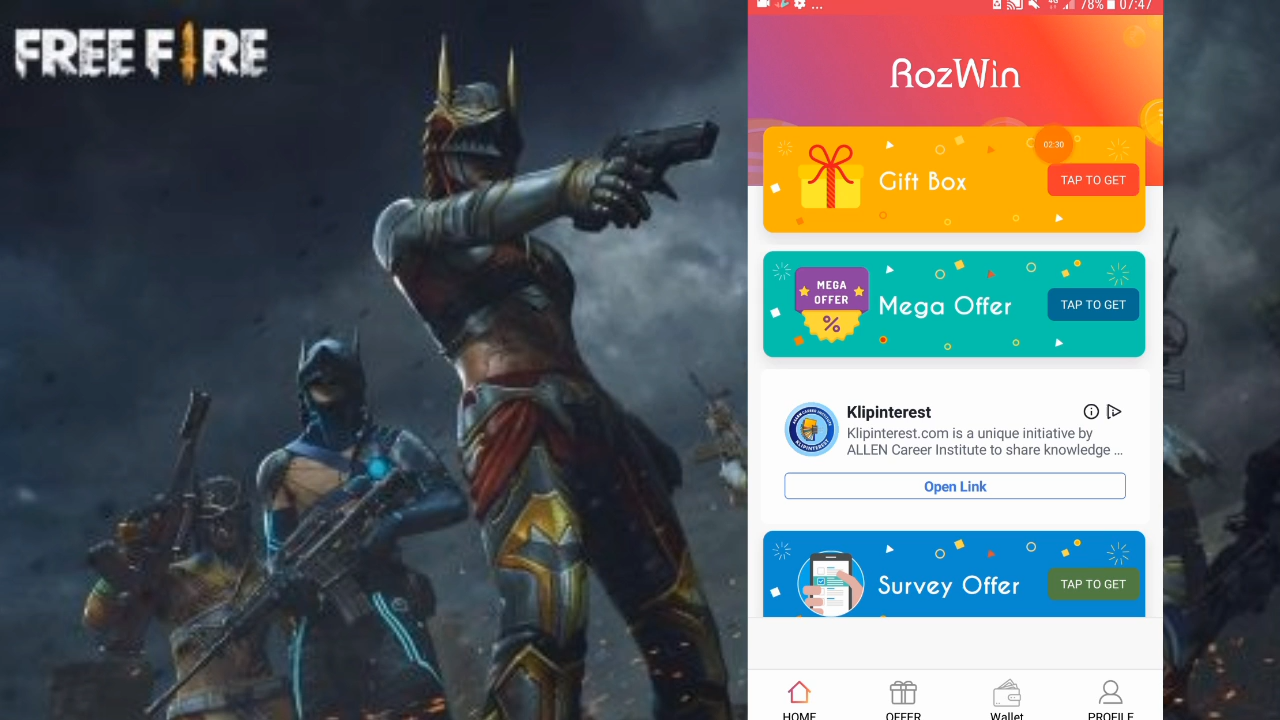 FREE FIRE
... 4G 78% 07:47
RozWin
02:30
Gift Box
TAP TO GET
MEGA
OFFER
%
Mega Offer
TAP TO GET
Klipinterest
Klipinterest.com is a unique initiative by
ALLEN Career Institute to share knowledge ...
Open Link
Survey Offer
TAP TO GET
HOME
OFFER
Wallet
PROFILE